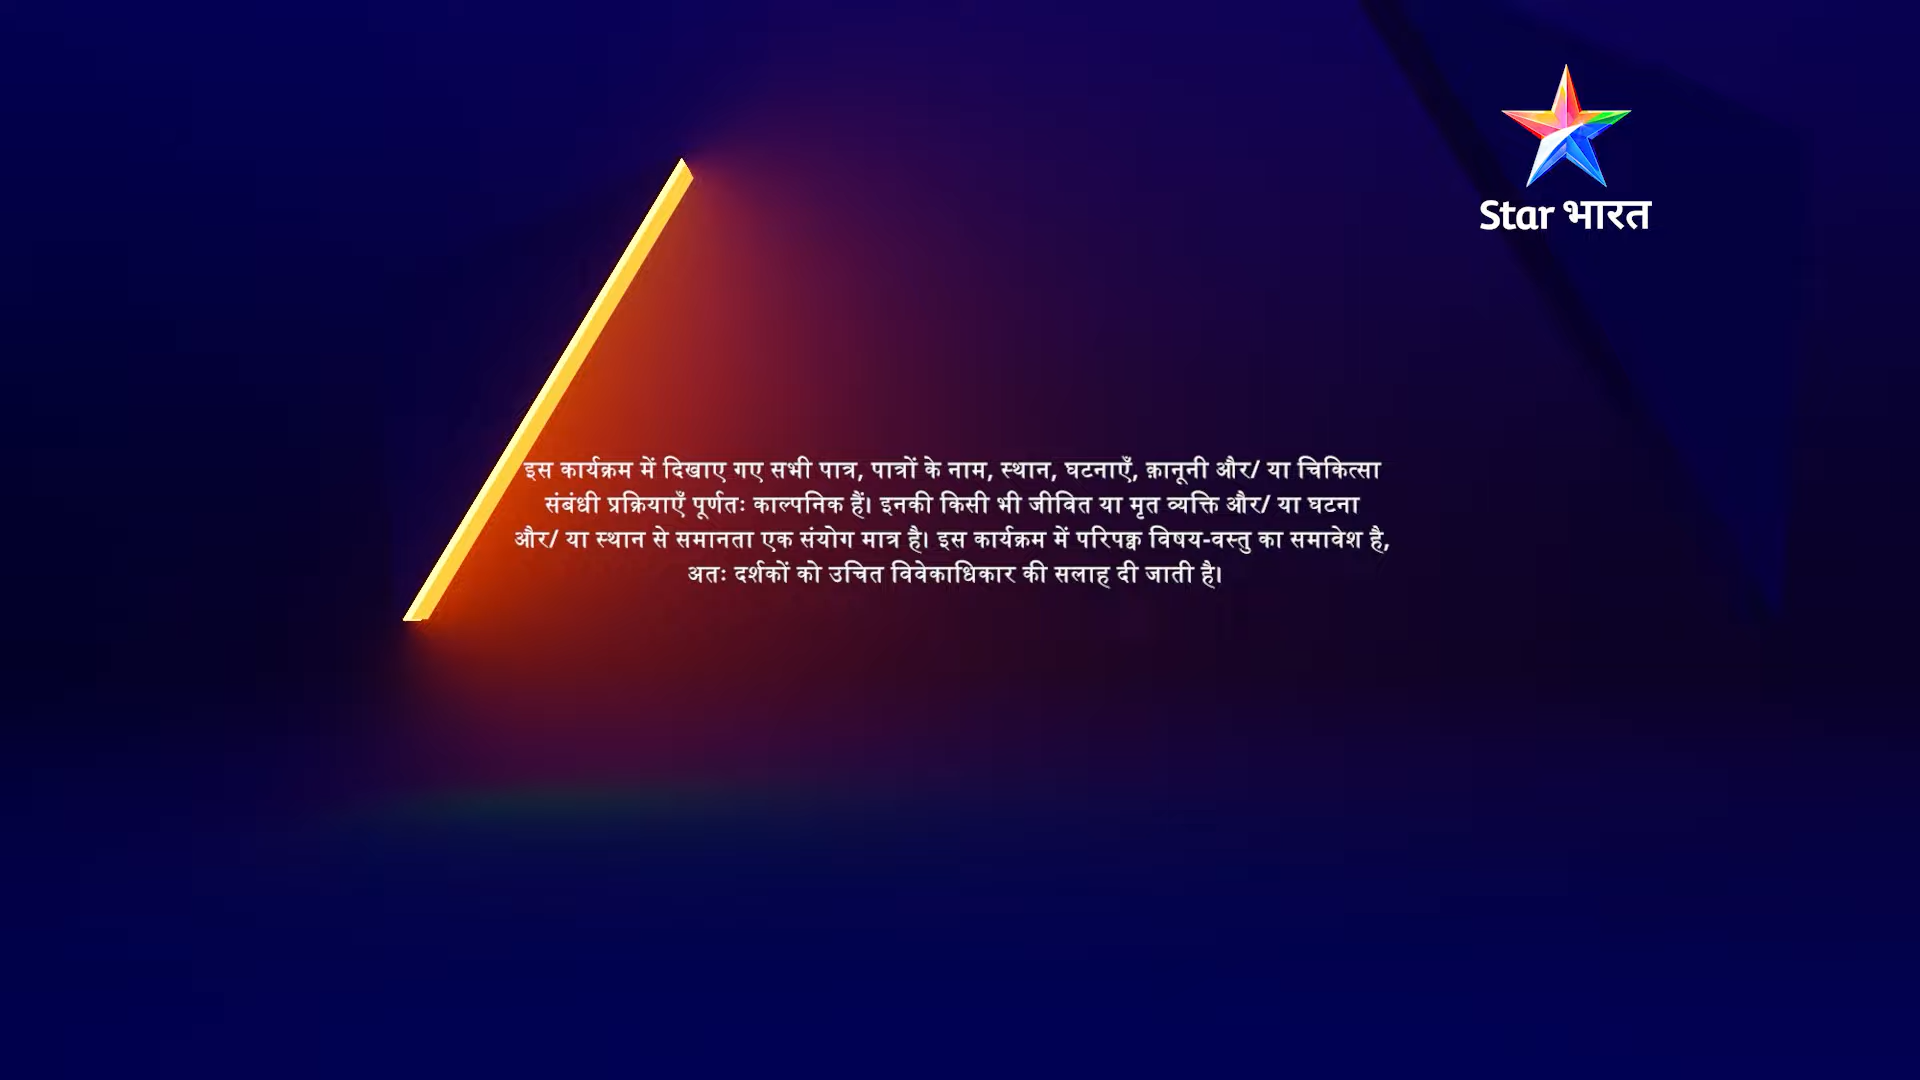 Star भारत
इस कार्यक्रम में दिखाए गए सभी पात्र, पात्रों के नाम, स्थान, घटनाएँ, क़ानूनी और/ या चिकित्सा
संबंधी प्रक्रियाएँ पूर्णतः काल्पनिक हैं। इनकी किसी भी जीवित या मृत व्यक्ति और/ या घटना
और/ या स्थान से समानता एक संयोग मात्र है। इस कार्यक्रम में परिपक्व विषय-वस्तु का समावेश है,
अतः दर्शकों को उचित विवेकाधिकार की सलाह दी जाती है।